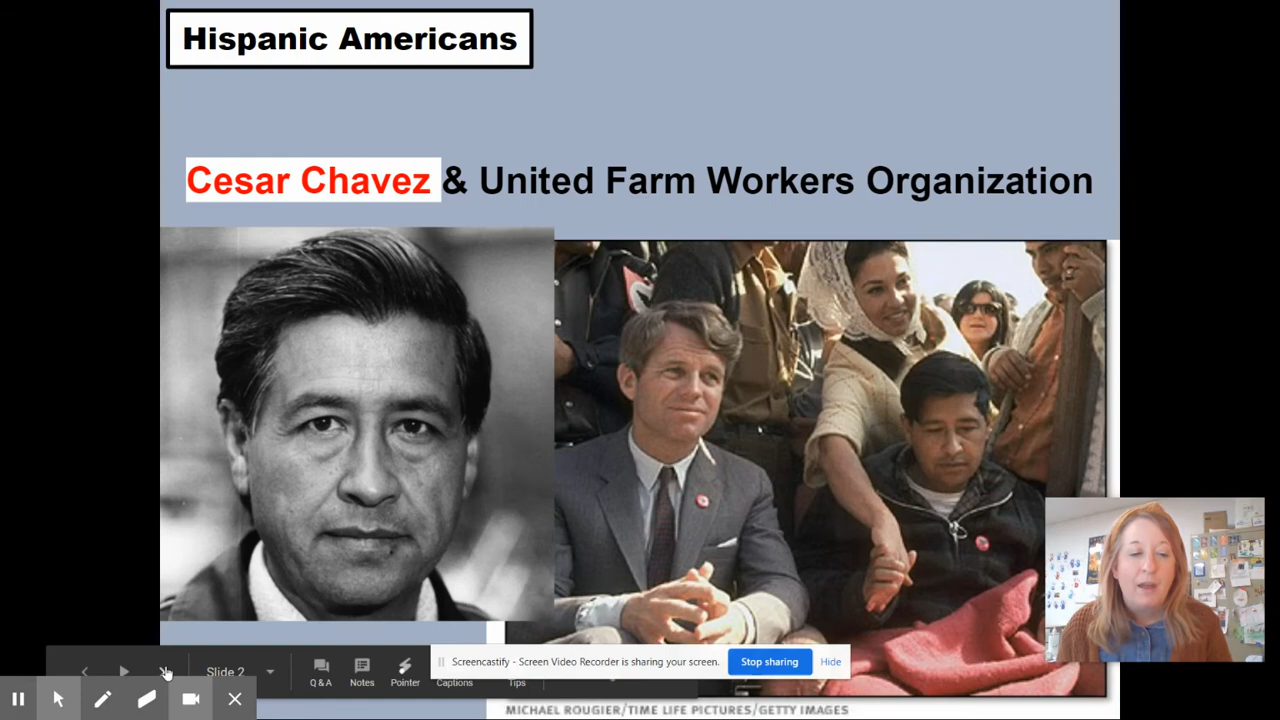 Hispanic Americans
Cesar Chavez & United Farm Workers Organization
Slide 2
Q & A
Notes
Pointer
Captions
Tips
Screencastify - Screen Video Recorder is sharing your screen.
Stop sharing
Hide
MICHAEL ROUGIER/TIME LIFE PICTURES/GETTY IMAGES